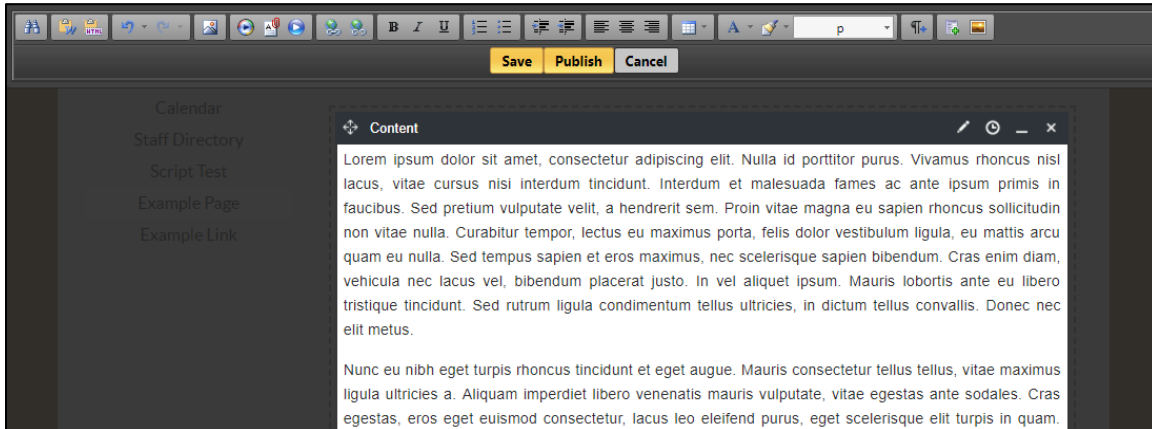 HTML
B I U
A
p
Save Publish Cancel
Calendar
Staff Directory
Script Test
Example Page
Example Link
Content
Lorem ipsum dolor sit amet, consectetur adipiscing elit. Nulla id porttitor purus. Vivamus rhoncus nisl
lacus, vitae cursus nisi interdum tincidunt. Interdum et malesuada fames ac ante ipsum primis in
faucibus. Sed pretium vulputate velit, a hendrerit sem. Proin vitae magna eu sapien rhoncus sollicitudin
non vitae nulla. Curabitur tempor, lectus eu maximus porta, felis dolor vestibulum ligula, eu mattis arcu
quam eu nulla. Sed tempus sapien et eros maximus, nec scelerisque sapien bibendum. Cras enim diam,
vehicula nec lacus vel, bibendum placerat justo. In vel aliquet ipsum. Mauris lobortis ante eu libero
tristique tincidunt. Sed rutrum ligula condimentum tellus ultricies, in dictum tellus convallis. Donec nec
elit metus.
Nunc eu nibh eget turpis rhoncus tincidunt et eget augue. Mauris consectetur tellus tellus, vitae maximus
ligula ultricies a. Aliquam imperdiet libero venenatis mauris vulputate, vitae egestas ante sodales. Cras
egestas, eros eget euismod consectetur, lacus leo eleifend purus, eget scelerisque elit turpis in quam.